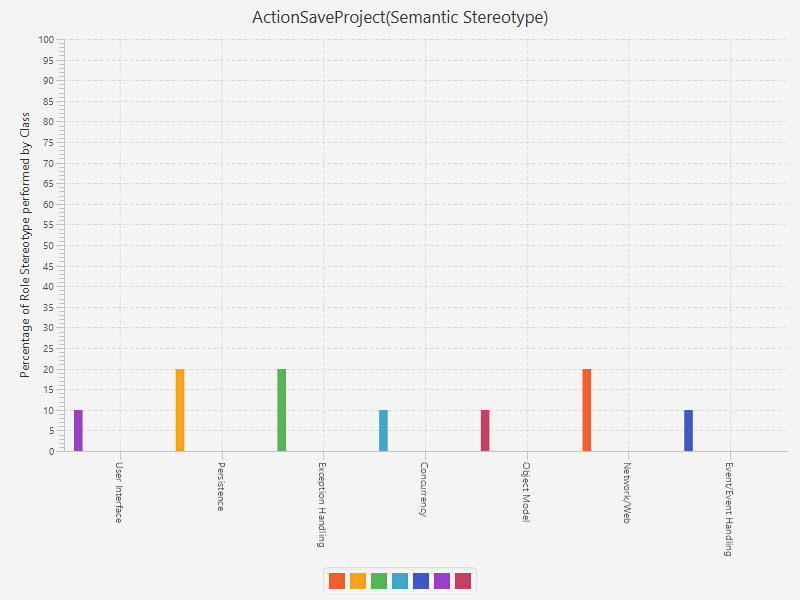 ActionSaveProject(Semantic Stereotype)
Percentage of Role Stereotype performed by Class
100
95
90
85
80
75
70
65
60
55
50
45
40
35
30
25
20
15
10
5
0
User Interface
Persistence
Exception Handling
Concurrency
Object Model
Network/Web
Event/Event Handling